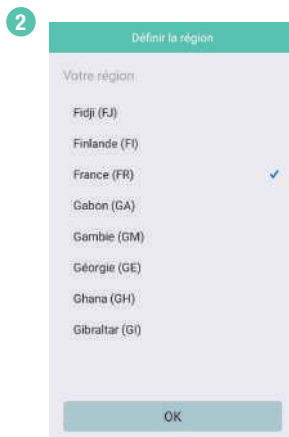 2
Définir la région
Votre région
Fidji (FJ)
Finlande (FI)
France (FR)
Gabon (GA)
Gambie (GM)
Géorgie (GE)
Ghana (GH)
Gibraltar (GI)
OK